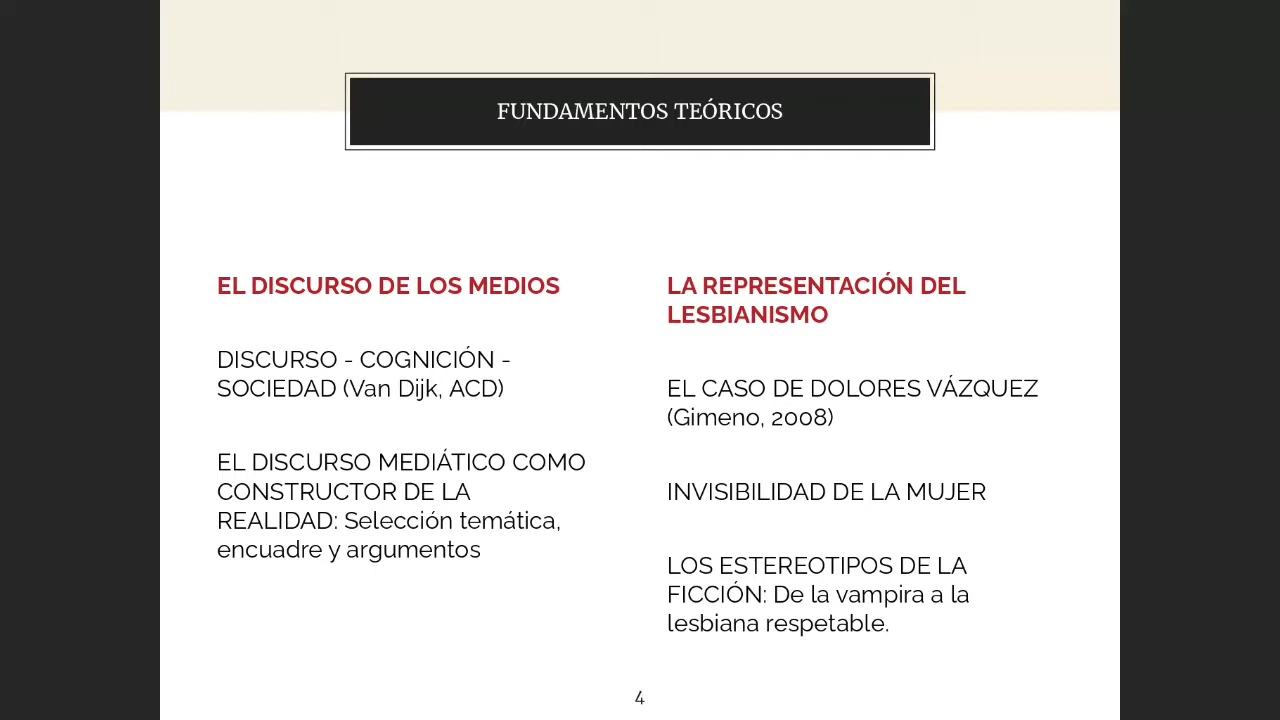 FUNDAMENTOS TEÓRICOS
EL DISCURSO DE LOS MEDIOS
DISCURSO - COGNICIÓN -
SOCIEDAD (Van Dijk, ACD)
EL DISCURSO MEDIÁTICO COMO
CONSTRUCTOR DE LA
REALIDAD: Selección temática,
encuadre y argumentos
LA REPRESENTACIÓN DEL
LESBIANISMO
EL CASO DE DOLORES VÁZQUEZ
(Gimeno, 2008)
INVISIBILIDAD DE LA MUJER
LOS ESTEREOTIPOS DE LA
FICCIÓN: De la vampira a la
lesbiana respetable.
4